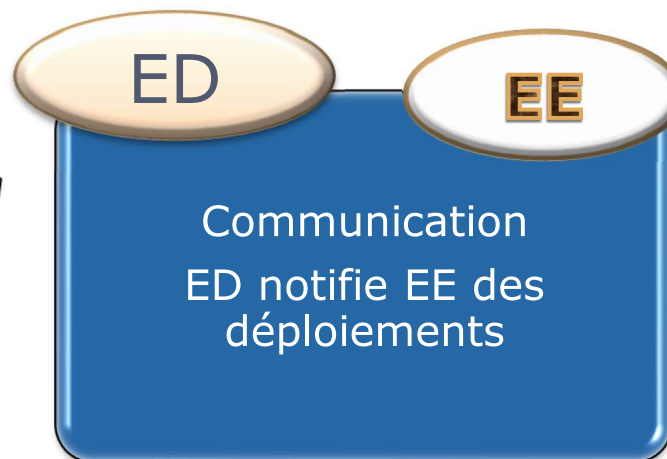 ED
EE
Communication
ED notifie EE des
déploiements